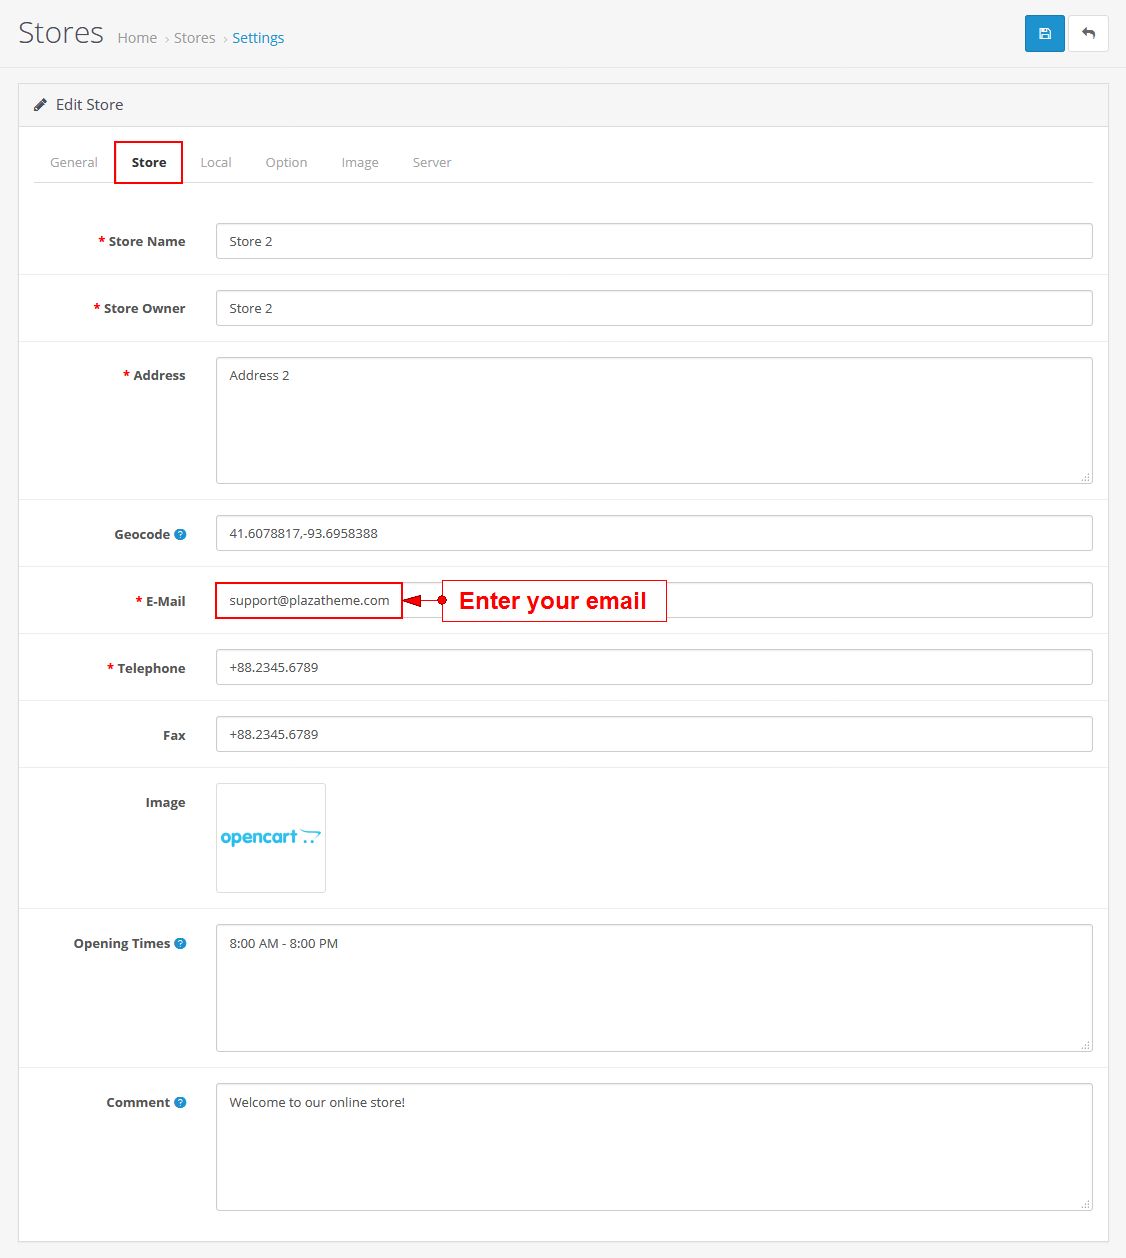 Stores Home › Stores › Settings
Edit Store
General Store Local Option Image Server
* Store Name Store 2
* Store Owner Store 2
* Address Address 2
Geocode ? 41.6078817,-93.6958388
* E-Mail support@plazatheme.com Enter your email
* Telephone +88.2345.6789
Fax +88.2345.6789
Image
opencart
Opening Times ? 8:00 AM - 8:00 PM
Comment ? Welcome to our online store!